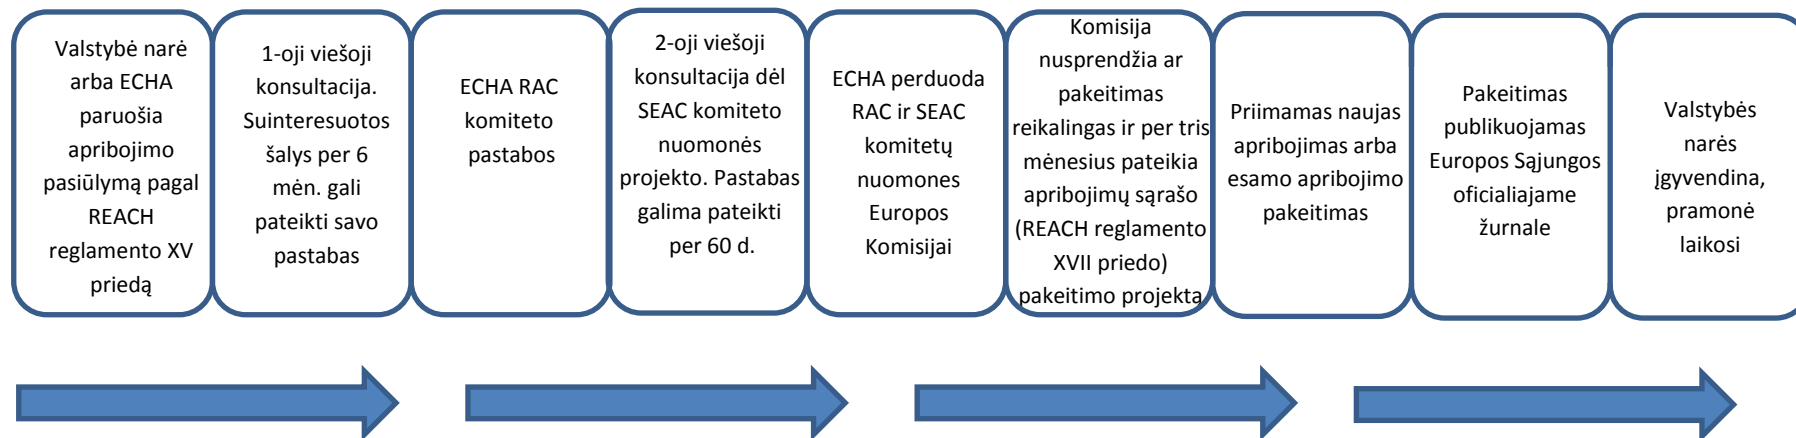 Valstybė narė
arba ECHA
paruošia
apribojimo
pasiūlymą pagal
REACH
reglamento XV
priedą
1-oji viešoji
konsultacija.
Suinteresuotos
šalys per 6
mėn. gali
pateikti savo
pastabas
ECHA RAC
komiteto
pastabos
2-oji viešoji
konsultacija dėl
SEAC komiteto
nuomonės
projekto. Pastabas
galima pateikti
per 60 d.
ECHA perduoda
RAC ir SEAC
komitetų
nuomones
Europos
Komisijai
Komisija
nusprendžia ar
pakeitimas
reikalingas ir per tris
mėnesius pateikia
apribojimų sąrašo
(REACH reglamento
XVII priedo)
pakeitimo projektą
Priimamas naujas
apribojimas arba
esamo apribojimo
pakeitimas
Pakeitimas
publikuojamas
Europos Sąjungos
oficialiajame
žurnale
Valstybės
narės
įgyvendina,
pramonė
laikosi